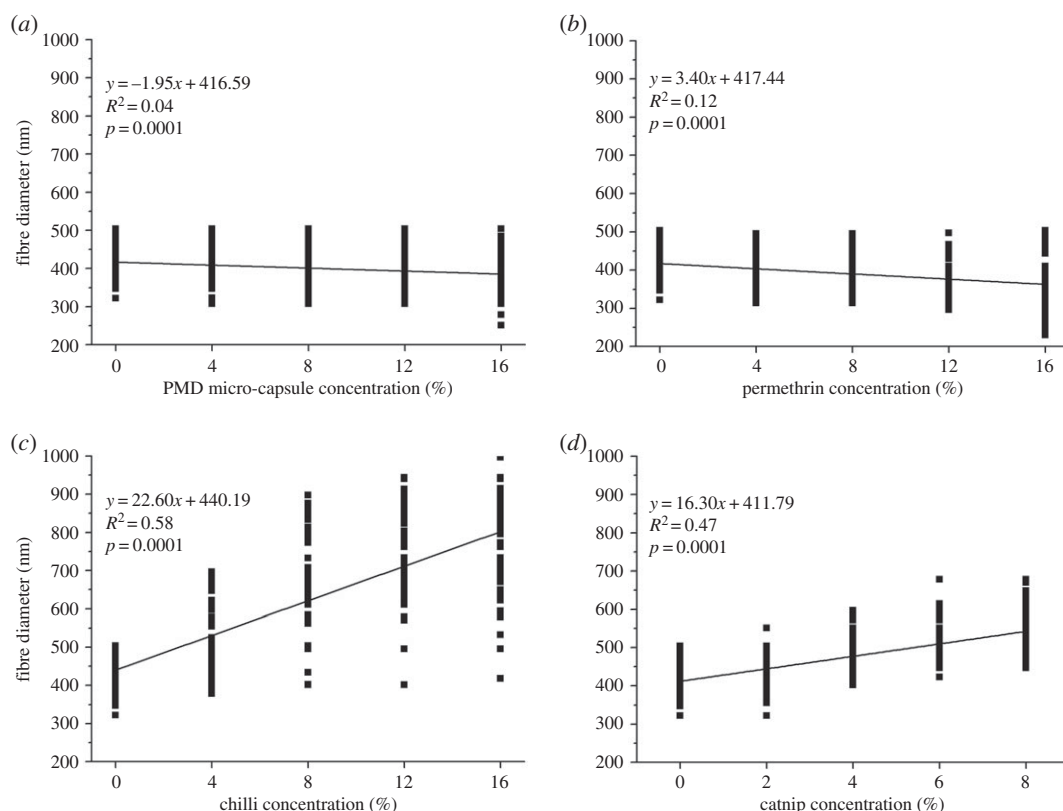 (a)
1000
900
800
700
600
500
400
300
200
fibre diameter (nm)
y = –1.95x + 416.59
R² = 0.04
p = 0.0001
0 4 8 12 16
PMD micro-capsule concentration (%)
(b)
1000
900
800
700
600
500
400
300
200
y = 3.40x + 417.44
R² = 0.12
p = 0.0001
0 4 8 12 16
permethrin concentration (%)
(c)
1000
900
800
700
600
500
400
300
200
fibre diameter (nm)
y = 22.60x + 440.19
R² = 0.58
p = 0.0001
0 4 8 12 16
chilli concentration (%)
(d)
1000
900
800
700
600
500
400
300
200
y = 16.30x + 411.79
R² = 0.47
p = 0.0001
0 2 4 6 8
catnip concentration (%)